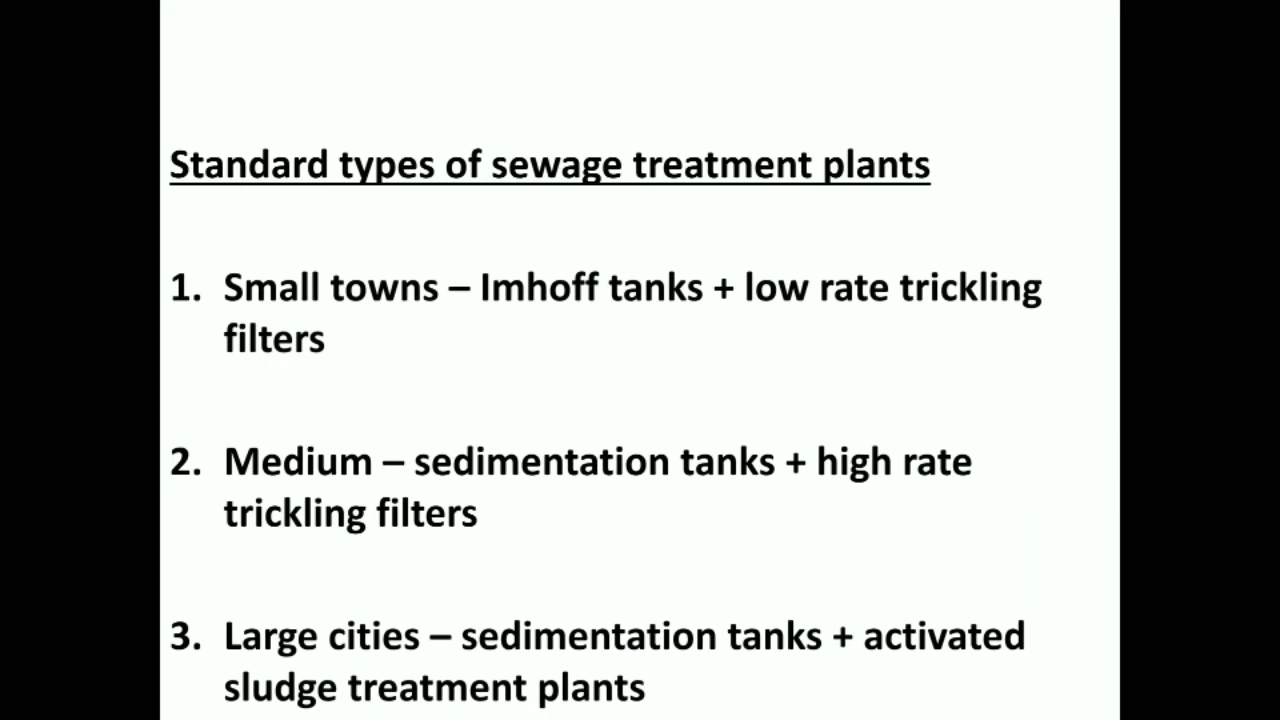 Standard types of sewage treatment plants
1. Small towns – Imhoff tanks + low rate trickling
filters
2. Medium – sedimentation tanks + high rate
trickling filters
3. Large cities – sedimentation tanks + activated
sludge treatment plants